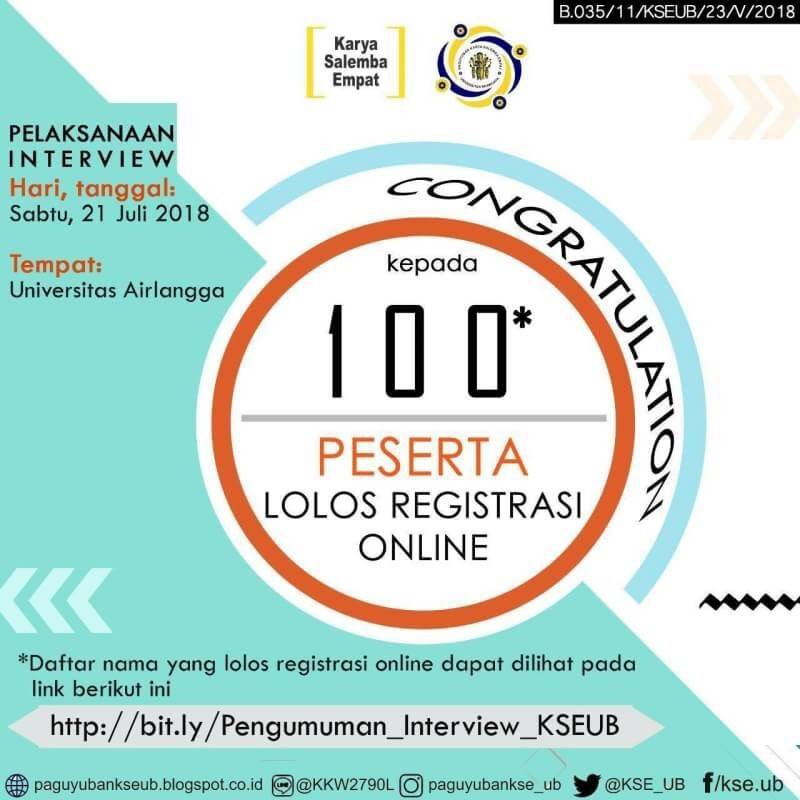 B.035/11/KSEUB/23/V/2018
Karya
Salemba
Empat
PELAKSANAAN
INTERVIEW
Hari, tanggal:
Sabtu, 21 Juli 2018
Tempat:
Universitas Airlangga
CONGRATULATION
kepada
100*
PESERTA
LOLOS REGISTRASI
ONLINE
*Daftar nama yang lolos registrasi online dapat dilihat pada
link berikut ini
http://bit.ly/Pengumuman_Interview_KSEUB
paguyubankseub.blogspot.co.id @KKW2790L paguyubankse_ub @KSE_UB f/kse.ub